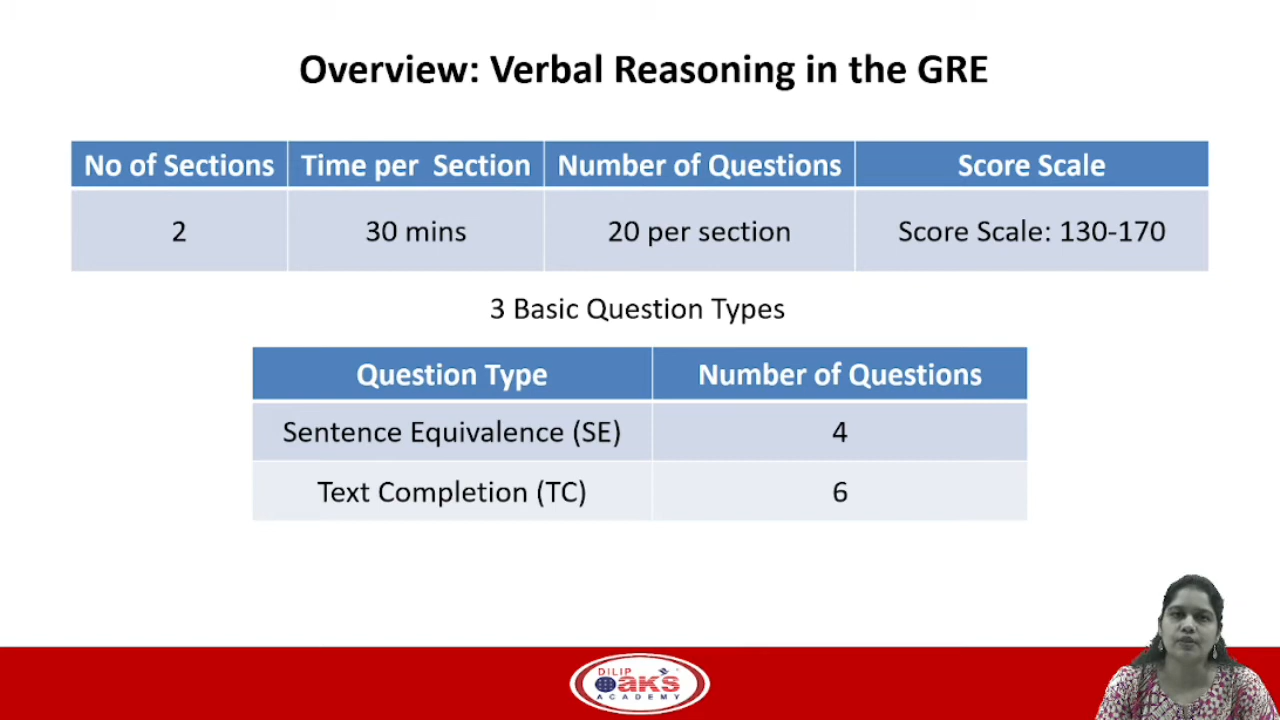 Overview: Verbal Reasoning in the GRE
No of Sections Time per Section Number of Questions Score Scale
2 30 mins 20 per section Score Scale: 130-170
3 Basic Question Types
Question Type Number of Questions
Sentence Equivalence (SE) 4
Text Completion (TC) 6
DILIP
oak's
ACADEMY